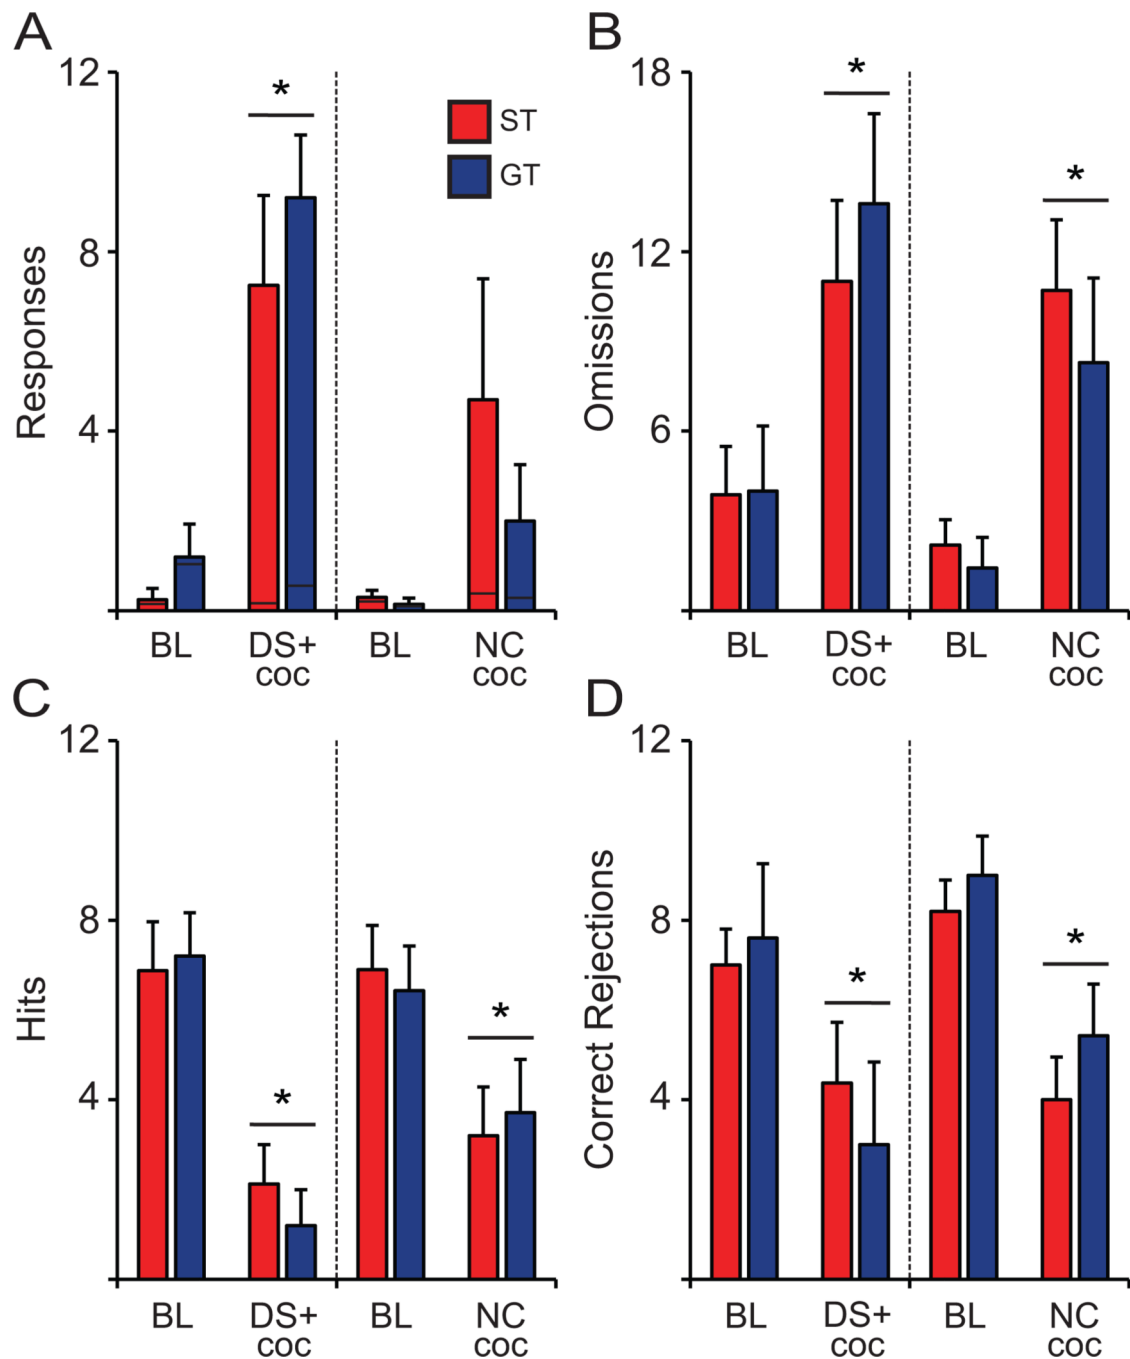 A
12
8
4
Responses
*
ST
GT
BL
DS+
coc
BL
NC
coc
B
18
12
6
Omissions
*
*
BL
DS+
coc
BL
NC
coc
C
12
8
4
Hits
*
*
BL
DS+
coc
BL
NC
coc
D
12
8
4
Correct Rejections
*
*
BL
DS+
coc
BL
NC
coc